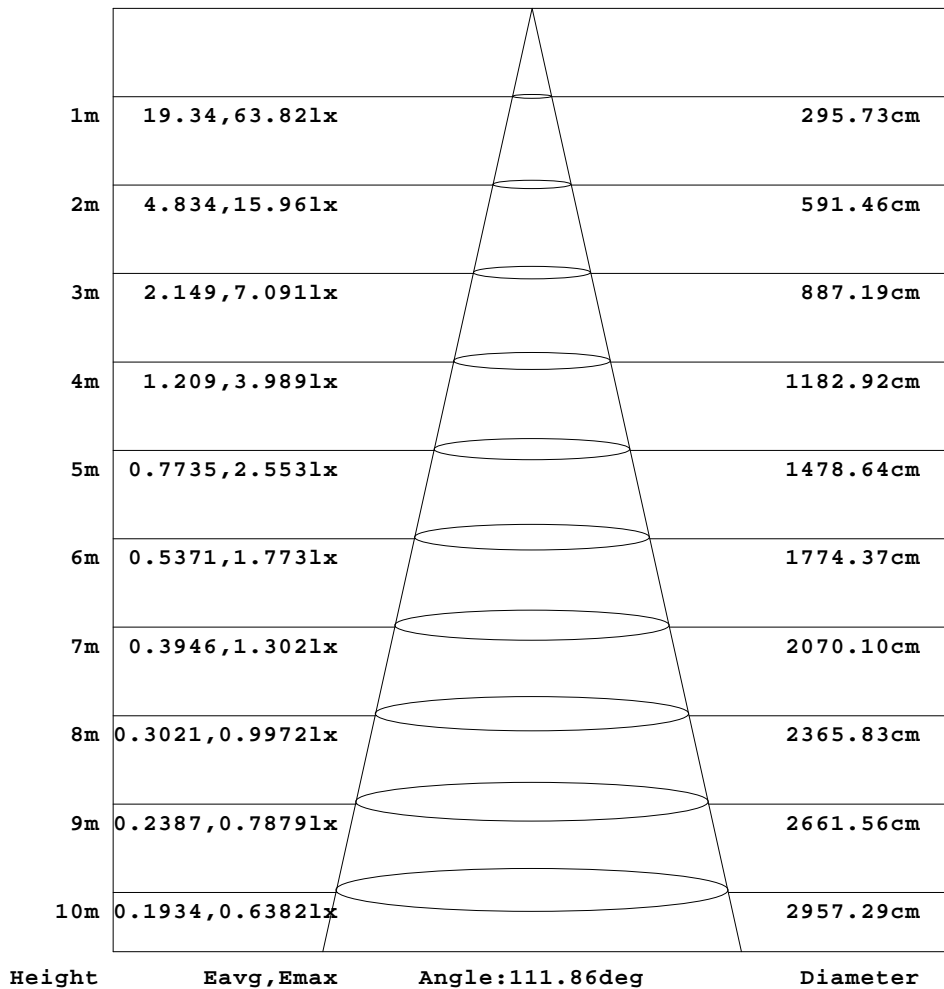 1m 19.34,63.82lx 295.73cm
2m 4.834,15.96lx 591.46cm
3m 2.149,7.091lx 887.19cm
4m 1.209,3.989lx 1182.92cm
5m 0.7735,2.553lx 1478.64cm
6m 0.5371,1.773lx 1774.37cm
7m 0.3946,1.302lx 2070.10cm
8m 0.3021,0.9972lx 2365.83cm
9m 0.2387,0.7879lx 2661.56cm
10m 0.1934,0.6382lx 2957.29cm
Height Eavg,Emax Angle:111.86deg Diameter